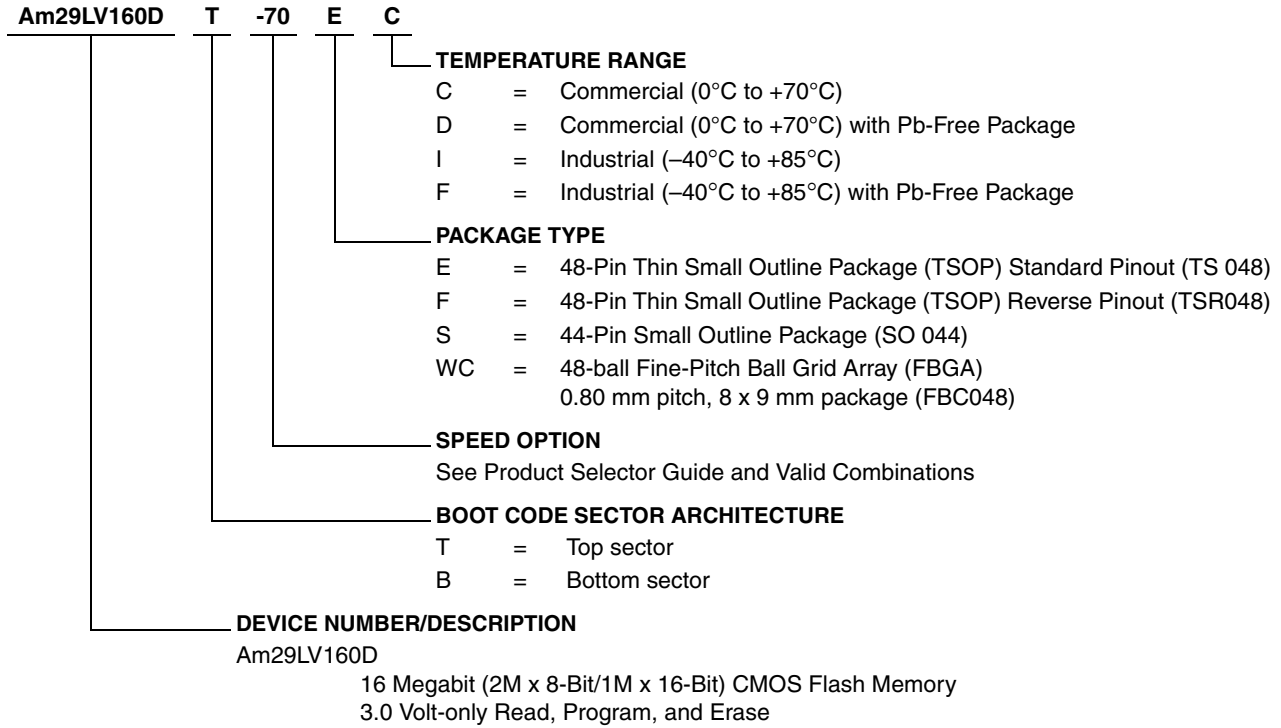 Am29LV160D T -70 E C
TEMPERATURE RANGE
C = Commercial (0°C to +70°C)
D = Commercial (0°C to +70°C) with Pb-Free Package
I = Industrial (–40°C to +85°C)
F = Industrial (–40°C to +85°C) with Pb-Free Package
PACKAGE TYPE
E = 48-Pin Thin Small Outline Package (TSOP) Standard Pinout (TS 048)
F = 48-Pin Thin Small Outline Package (TSOP) Reverse Pinout (TSR048)
S = 44-Pin Small Outline Package (SO 044)
WC = 48-ball Fine-Pitch Ball Grid Array (FBGA)
0.80 mm pitch, 8 x 9 mm package (FBC048)
SPEED OPTION
See Product Selector Guide and Valid Combinations
BOOT CODE SECTOR ARCHITECTURE
T = Top sector
B = Bottom sector
DEVICE NUMBER/DESCRIPTION
Am29LV160D
16 Megabit (2M x 8-Bit/1M x 16-Bit) CMOS Flash Memory
3.0 Volt-only Read, Program, and Erase